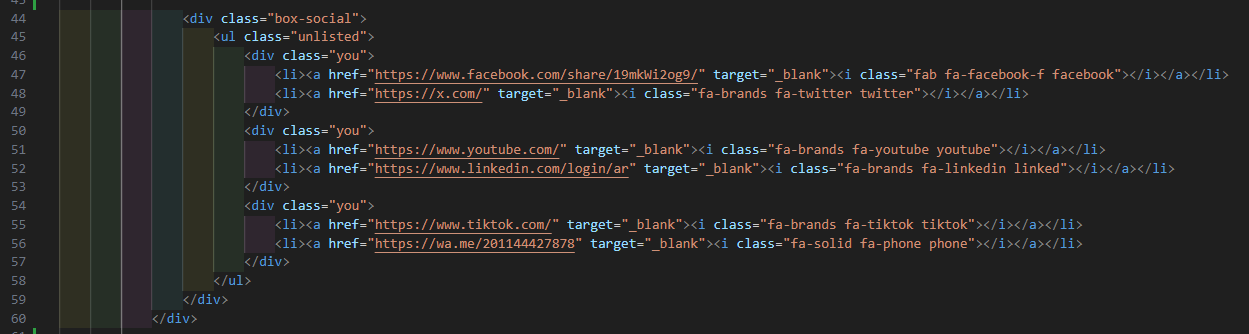 44 <div class="box-social">
45 <ul class="unlisted">
46 <div class="you">
47 <li><a href="https://www.facebook.com/share/19mkWi2og9/" target="_blank"><i class="fab fa-facebook-f facebook"></i></a></li>
48 <li><a href="https://x.com/" target="_blank"><i class="fa-brands fa-twitter twitter"></i></a></li>
49 </div>
50 <div class="you">
51 <li><a href="https://www.youtube.com/" target="_blank"><i class="fa-brands fa-youtube youtube"></i></a></li>
52 <li><a href="https://www.linkedin.com/login/ar" target="_blank"><i class="fa-brands fa-linkedin linked"></i></a></li>
53 </div>
54 <div class="you">
55 <li><a href="https://www.tiktok.com/" target="_blank"><i class="fa-brands fa-tiktok tiktok"></i></a></li>
56 <li><a href="https://wa.me/201144427878" target="_blank"><i class="fa-solid fa-phone phone"></i></a></li>
57 </div>
58 </ul>
59 </div>
60 </div>